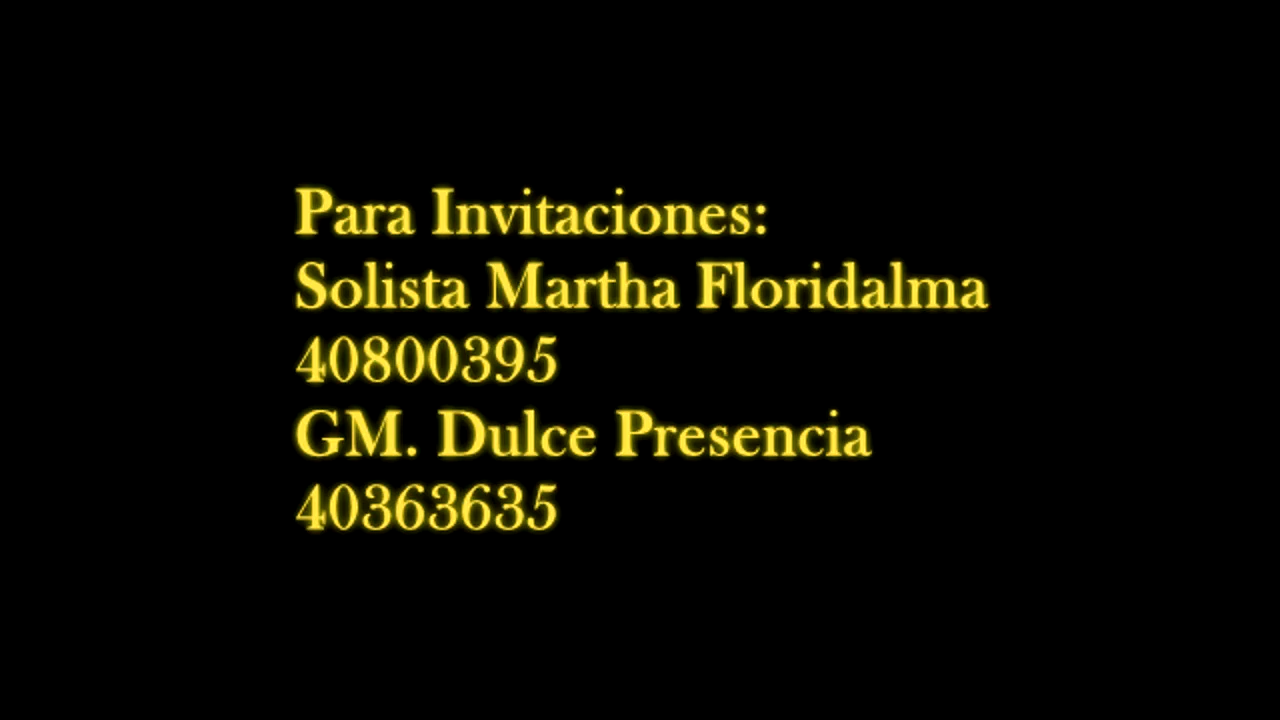 Para Invitaciones:
Solista Martha Floridalma
40800395
GM. Dulce Presencia
40363635